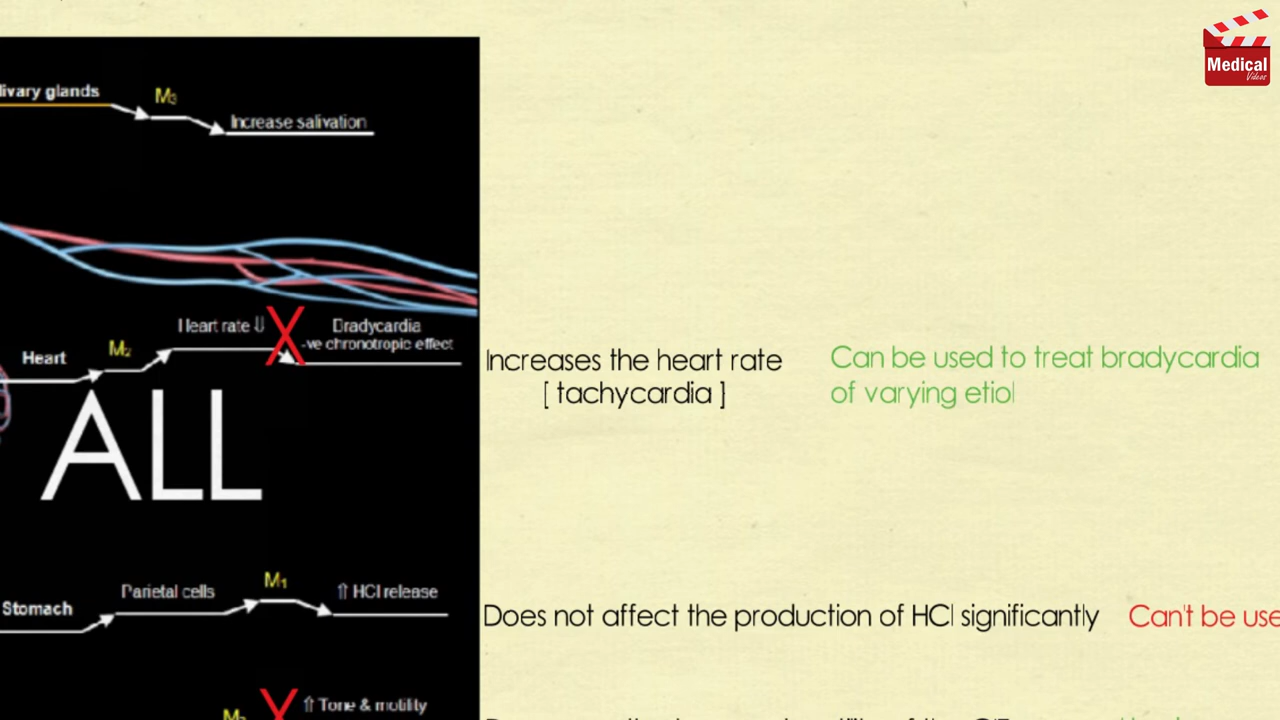 Medical
Videos
livary glands
M3
Increase salivation
Heart rate ⇓
Bradycardia
-ve chronotropic effect
Heart
M2
Increases the heart rate
[ tachycardia ]
Can be used to treat bradycardia
of varying etiol
ALL
Parietal cells
M1
⇑ HCl release
Stomach
Does not affect the production of HCl significantly
Can't be use
⇑ Tone & motility